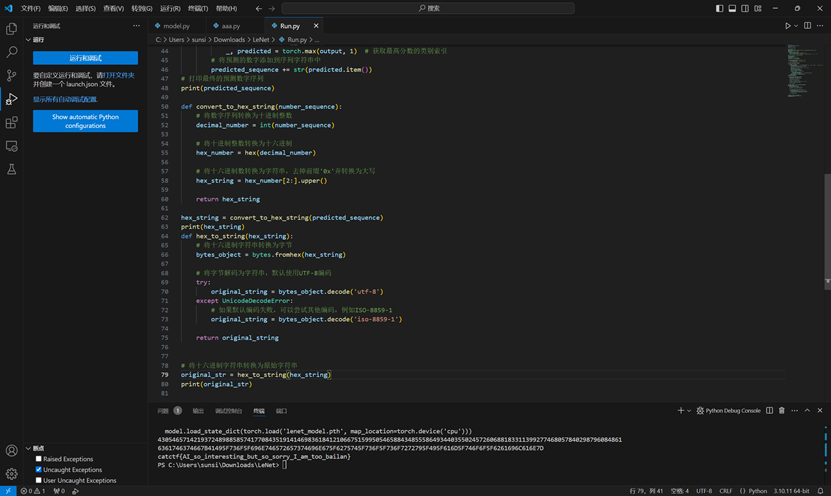 文件(F) 编辑(E) 选择(S) 查看(V) 转到(G) 运行(R) 终端(T) 帮助(H)
搜索
运行和调试
model.py aaa.py Run.py
C: > Users > sunsi > Downloads > LeNet > Run.py > ...
运行
运行和调试
要自定义运行和调试，请打开文件夹
并创建一个 launch.json 文件。
显示所有自动调试配置.
Show automatic Python
configurations
44 _, predicted = torch.max(output, 1) # 获取最高分数的类别索引
45 # 将预测的数字添加到序列字符串中
46 predicted_sequence += str(predicted.item())
47 # 打印最终的预测数字序列
48 print(predicted_sequence)
49
50 def convert_to_hex_string(number_sequence):
51 # 将数字序列转换为十进制整数
52 decimal_number = int(number_sequence)
53
54 # 将十进制整数转换为十六进制
55 hex_number = hex(decimal_number)
56
57 # 将十六进制数转换为字符串，去掉前缀'0x'并转换为大写
58 hex_string = hex_number[2:].upper()
59
60 return hex_string
61
62 hex_string = convert_to_hex_string(predicted_sequence)
63 print(hex_string)
64 def hex_to_string(hex_string):
65 # 将十六进制字符串转换为字节
66 bytes_object = bytes.fromhex(hex_string)
67
68 # 将字节解码为字符串，默认使用UTF-8编码
69 try:
70 original_string = bytes_object.decode('utf-8')
71 except UnicodeDecodeError:
72 # 如果默认编码失败，可以尝试其他编码，例如ISO-8859-1
73 original_string = bytes_object.decode('iso-8859-1')
74
75 return original_string
76
77
78 # 将十六进制字符串转换为原始字符串
79 original_str = hex_to_string(hex_string)
80 print(original_str)
81
问题 1 输出 调试控制台 终端 端口
Python Debug Console
model.load_state_dict(torch.load('lenet_model.pth', map_location=torch.device('cpu')))
6361746374667B41495F736F5F696E746572657374696E675F6275745F736F5F736F7272795F495F616D5F746F6F5F6261696C616E7D
catctf{AI_so_interesting_but_so_sorry_I_am_too_bailan}
PS C:\Users\sunsi\Downloads\LeNet>
断点
Raised Exceptions
Uncaught Exceptions
User Uncaught Exceptions
0 1 0
行 79，列 41 空格: 4 UTF-8 CRLF Python 3.10.11 64-bit